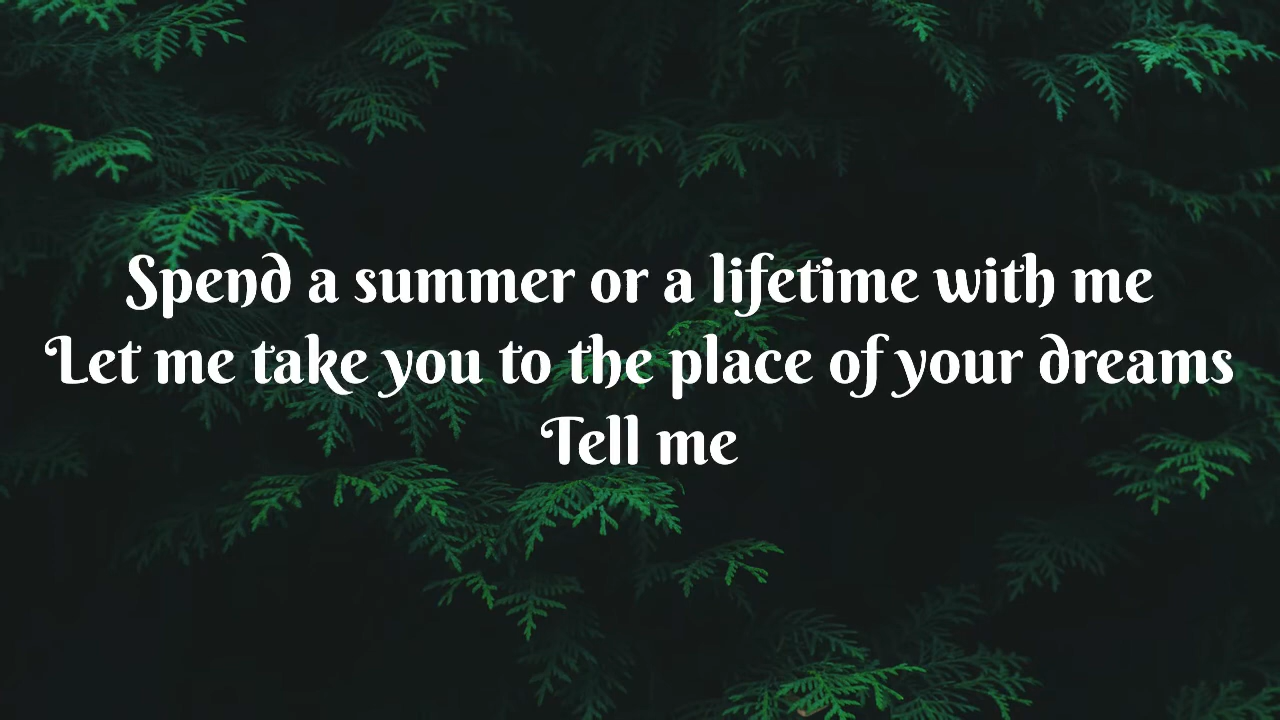 Spend a summer or a lifetime with me
Let me take you to the place of your dreams
Tell me